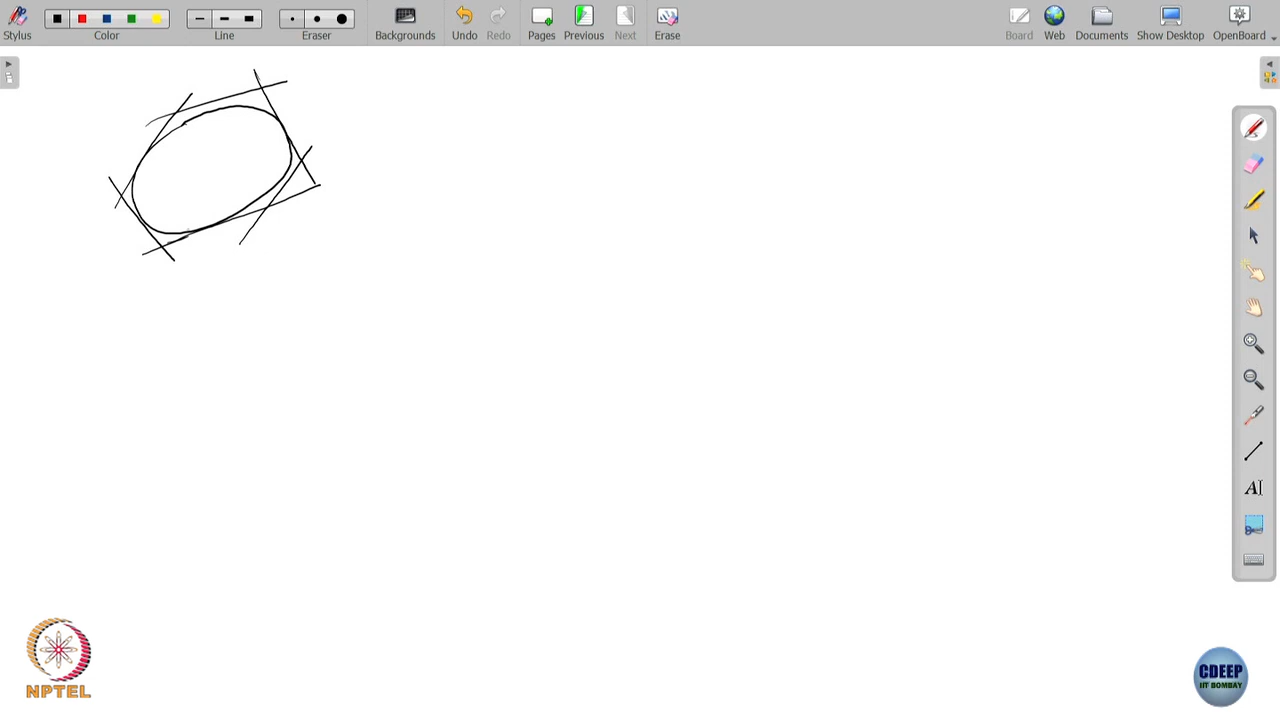 Stylus
Color
Line
Eraser
Backgrounds
Undo
Redo
Pages
Previous
Next
Erase
Board
Web
Documents
Show Desktop
OpenBoard
A
NPTEL
CDEEP
IIT BOMBAY